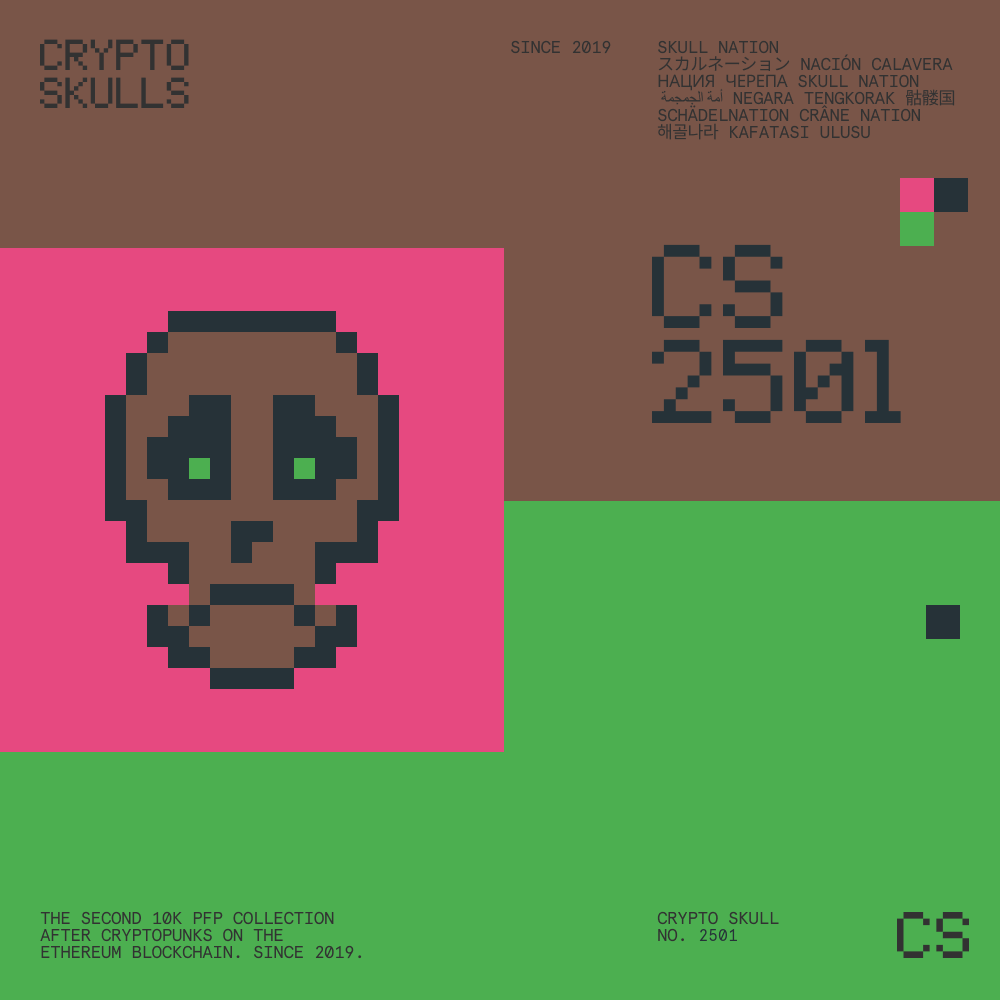 CRYPTO
SKULLS
SINCE 2019
SKULL NATION
スカルネーション NACIÓN CALAVERA
НАЦИЯ ЧЕРЕПА SKULL NATION
أمة الجمجمة NEGARA TENGKORAK 骷髅国
SCHÄDELNATION CRÂNE NATION
해골나라 KAFATASI ULUSU
CS
2501
THE SECOND 10K PFP COLLECTION
AFTER CRYPTOPUNKS ON THE
ETHEREUM BLOCKCHAIN. SINCE 2019.
CRYPTO SKULL
NO. 2501
CS